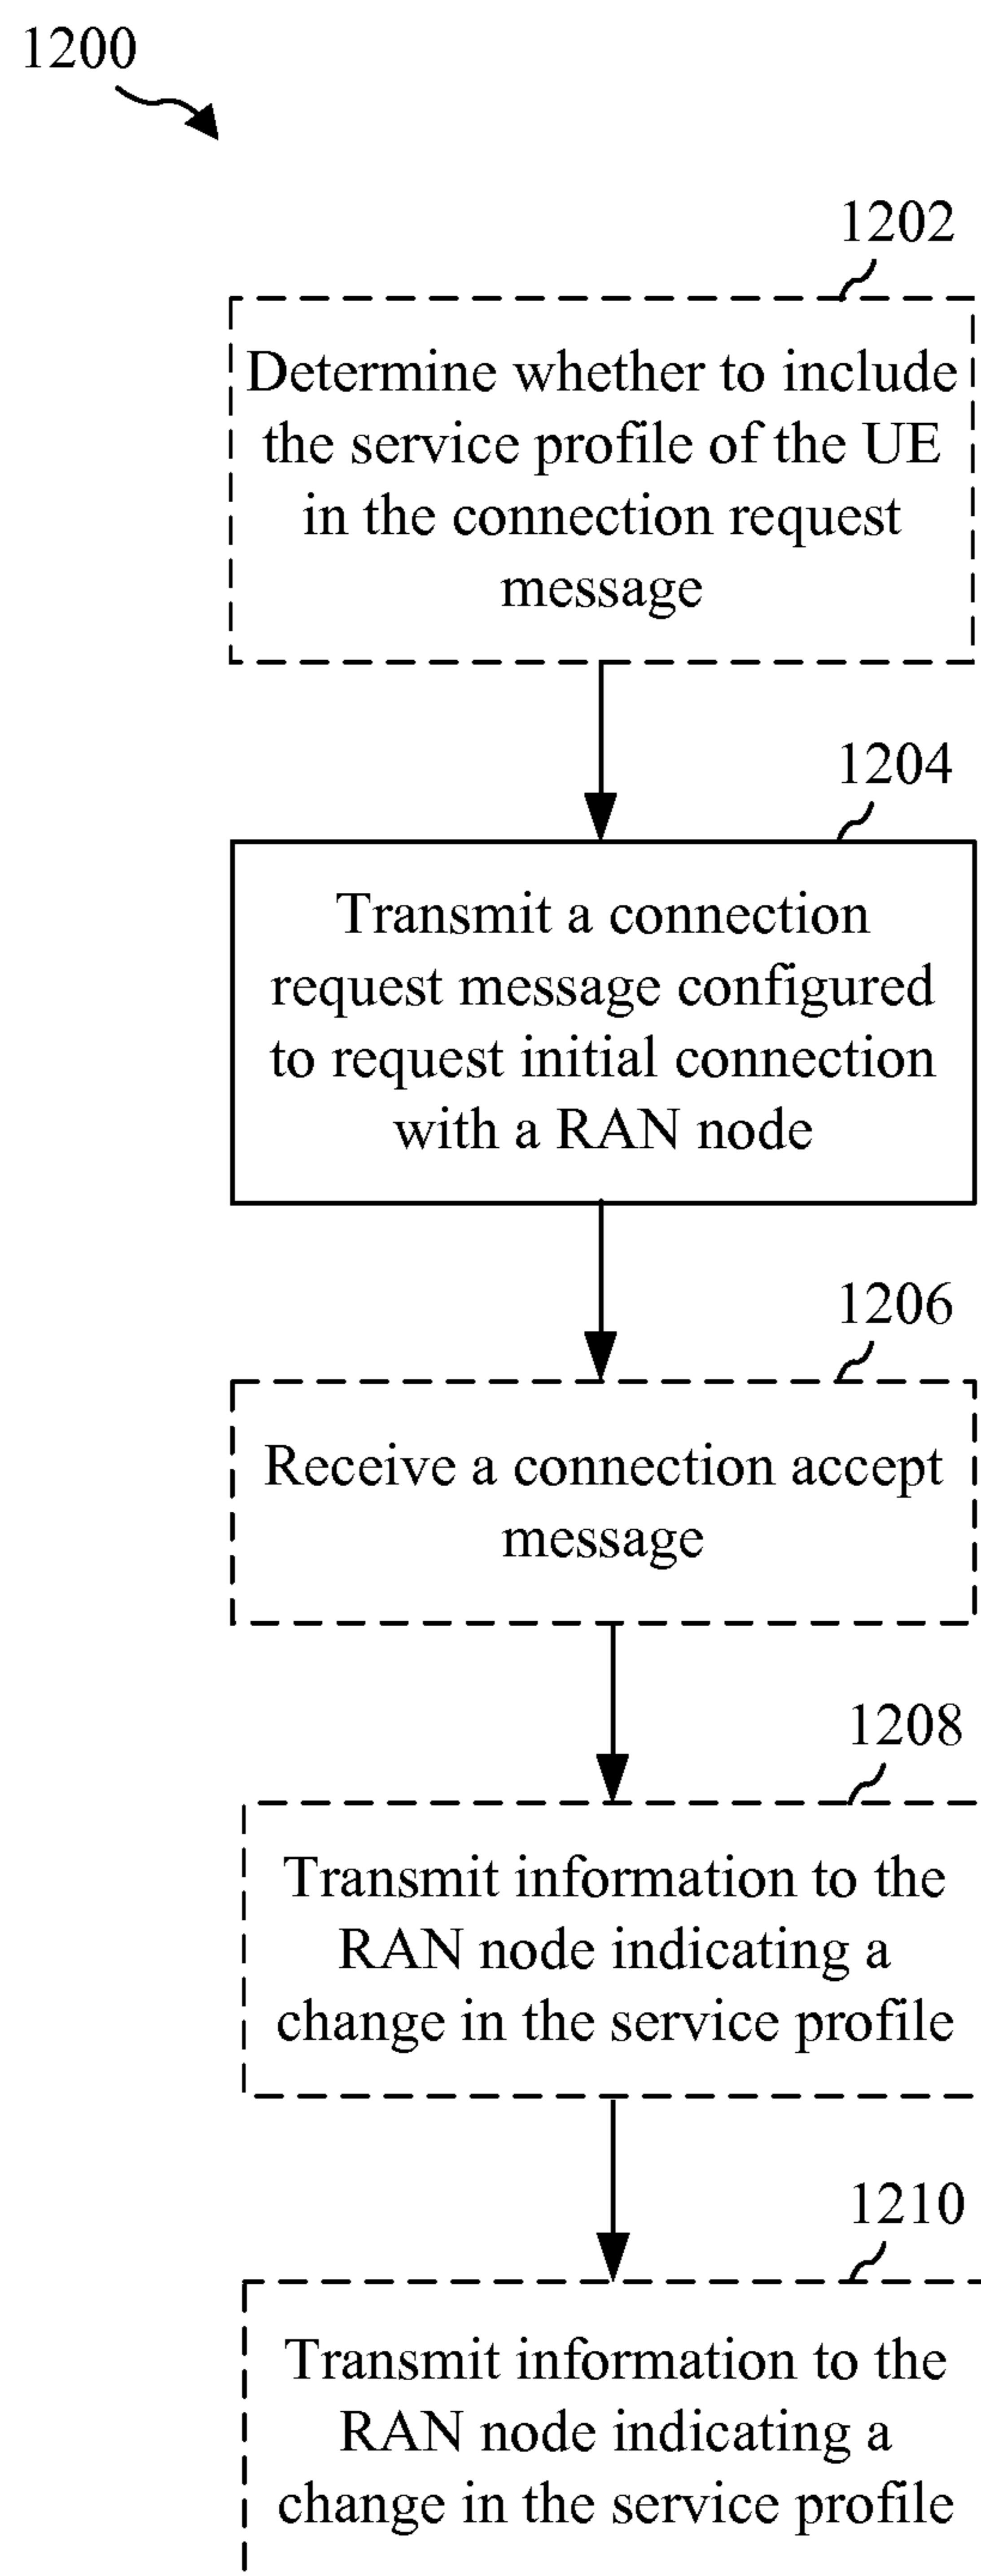 1200
1202
Determine whether to include
the service profile of the UE
in the connection request
message
1204
Transmit a connection
request message configured
to request initial connection
with a RAN node
1206
Receive a connection accept
message
1208
Transmit information to the
RAN node indicating a
change in the service profile
1210
Transmit information to the
RAN node indicating a
change in the service profile